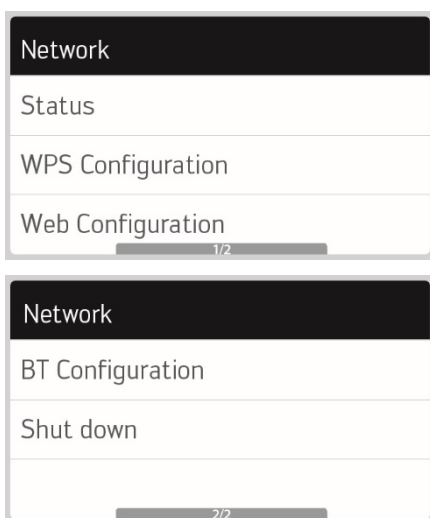 Network
Status
WPS Configuration
Web Configuration
1/2
Network
BT Configuration
Shut down
2/2